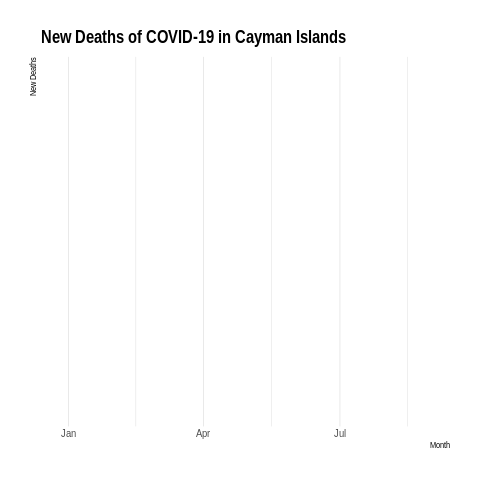 New Deaths of COVID-19 in Cayman Islands
New Deaths
Jan Apr Jul
Month